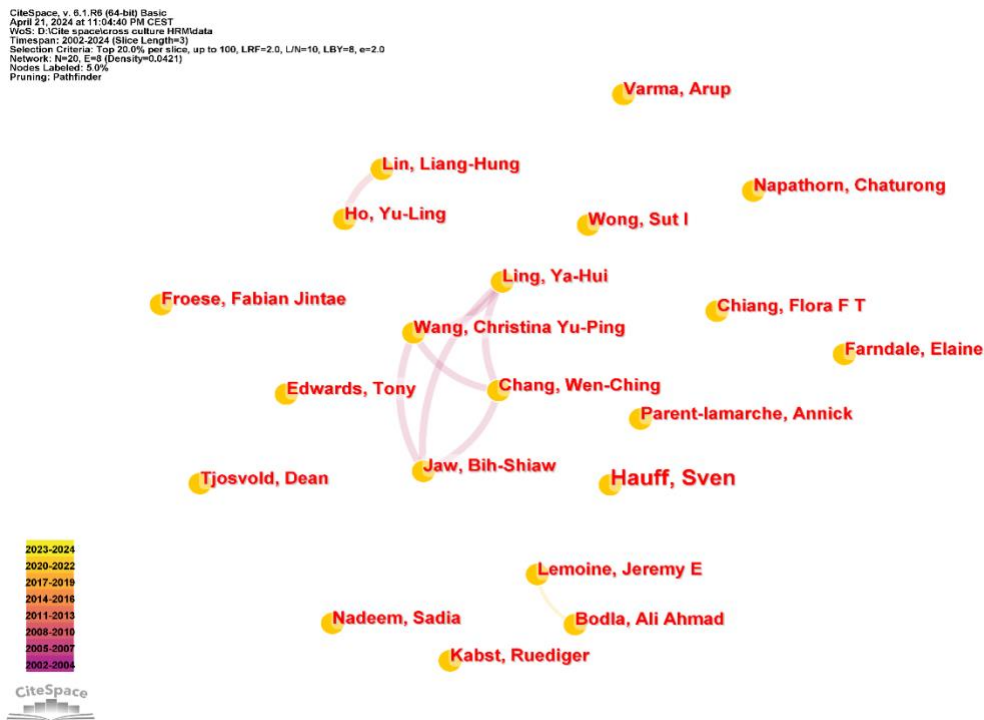 CiteSpace, v. 6.1.R6 (64-bit) Basic
April 21, 2024 at 11:04:40 PM CEST
WoS: D:\Cite space\cross culture HRM\data
Timespan: 2002-2024 (Slice Length=3)
Selection Criteria: Top 20.0% per slice, up to 100, LRF=2.0, L/N=10, LBY=8, e=2.0
Network: N=20, E=8 (Density=0.0421)
Nodes Labeled: 5.0%
Pruning: Pathfinder
Varma, Arup
Lin, Liang-Hung
Napathorn, Chaturong
Ho, Yu-Ling
Wong, Sut I
Ling, Ya-Hui
Froese, Fabian Jintae
Chiang, Flora F T
Wang, Christina Yu-Ping
Farndale, Elaine
Edwards, Tony
Chang, Wen-Ching
Parent-lamarche, Annick
Jaw, Bih-Shiaw
Tjosvold, Dean
Hauff, Sven
Lemoine, Jeremy E
Nadeem, Sadia
Bodla, Ali Ahmad
Kabst, Ruediger
2023-2024
2020-2022
2017-2019
2014-2016
2011-2013
2008-2010
2005-2007
2002-2004
CiteSpace